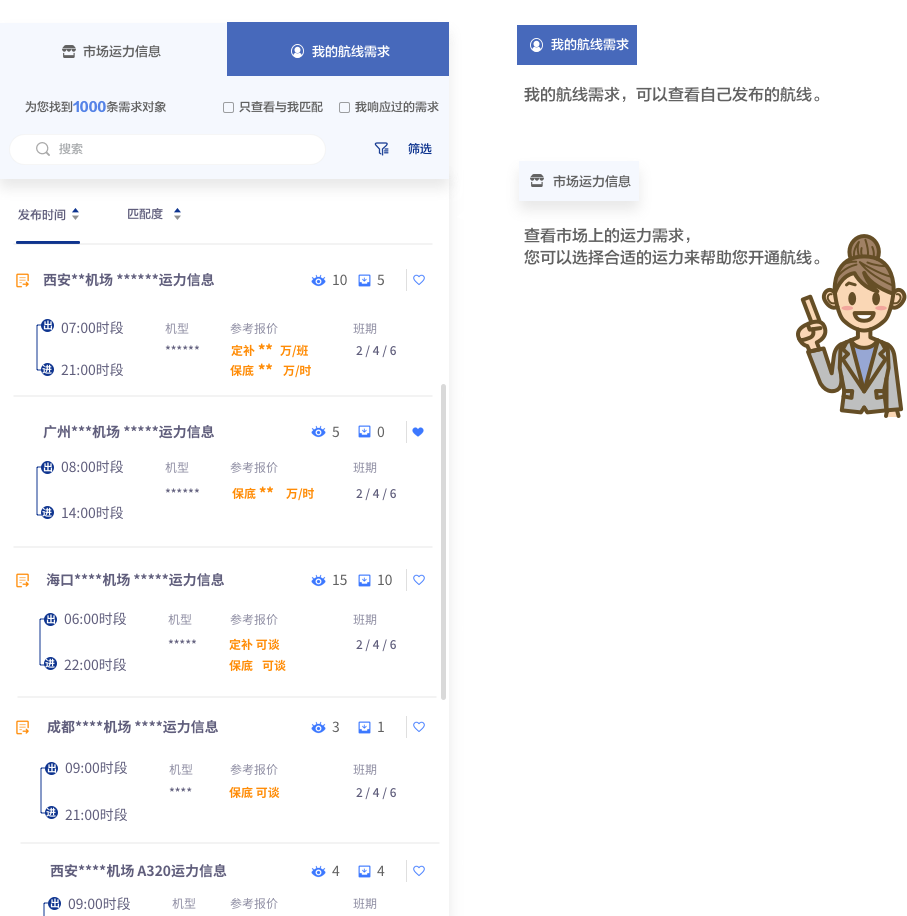 市场运力信息
我的航线需求
为您找到1000条需求对象
只查看与我匹配
我响应过的需求
搜索
筛选
发布时间
匹配度
西安**机场 ******运力信息
10
5
出 07:00时段
进 21:00时段
机型
******
参考报价
定补 ** 万/班
保底 ** 万/时
班期
2 / 4 / 6
广州***机场 *****运力信息
5
0
出 08:00时段
进 14:00时段
机型
******
参考报价
保底 ** 万/时
班期
2 / 4 / 6
海口****机场 *****运力信息
15
10
出 06:00时段
进 22:00时段
机型
*****
参考报价
定补 可谈
保底 可谈
班期
2 / 4 / 6
成都****机场 ****运力信息
3
1
出 09:00时段
进 21:00时段
机型
****
参考报价
保底 可谈
班期
2 / 4 / 6
西安****机场 A320运力信息
4
4
出 09:00时段
机型
参考报价
班期
我的航线需求
我的航线需求，可以查看自己发布的航线。
市场运力信息
查看市场上的运力需求，
您可以选择合适的运力来帮助您开通航线。